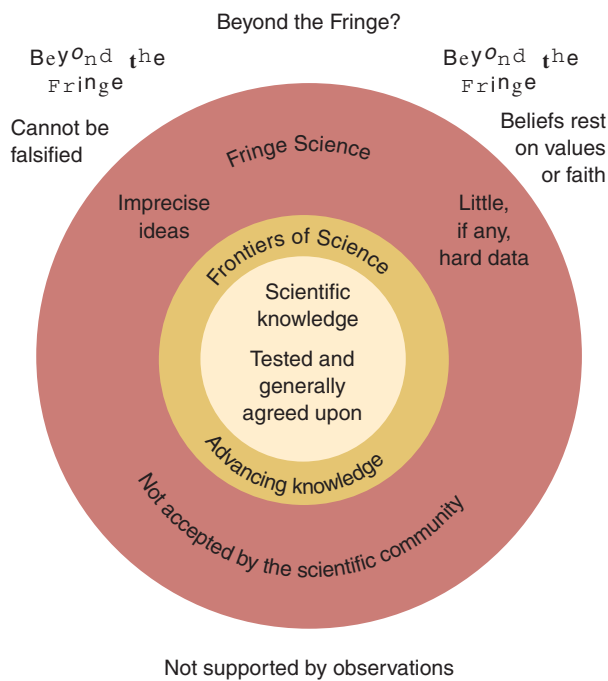 Beyond the Fringe?
Beyond the
Fringe
Beyond the
Fringe
Cannot be
falsified
Beliefs rest
on values
or faith
Fringe Science
Imprecise
ideas
Little,
if any,
hard data
Frontiers of Science
Scientific
knowledge
Tested and
generally
agreed upon
Advancing knowledge
Not accepted by the scientific community
Not supported by observations